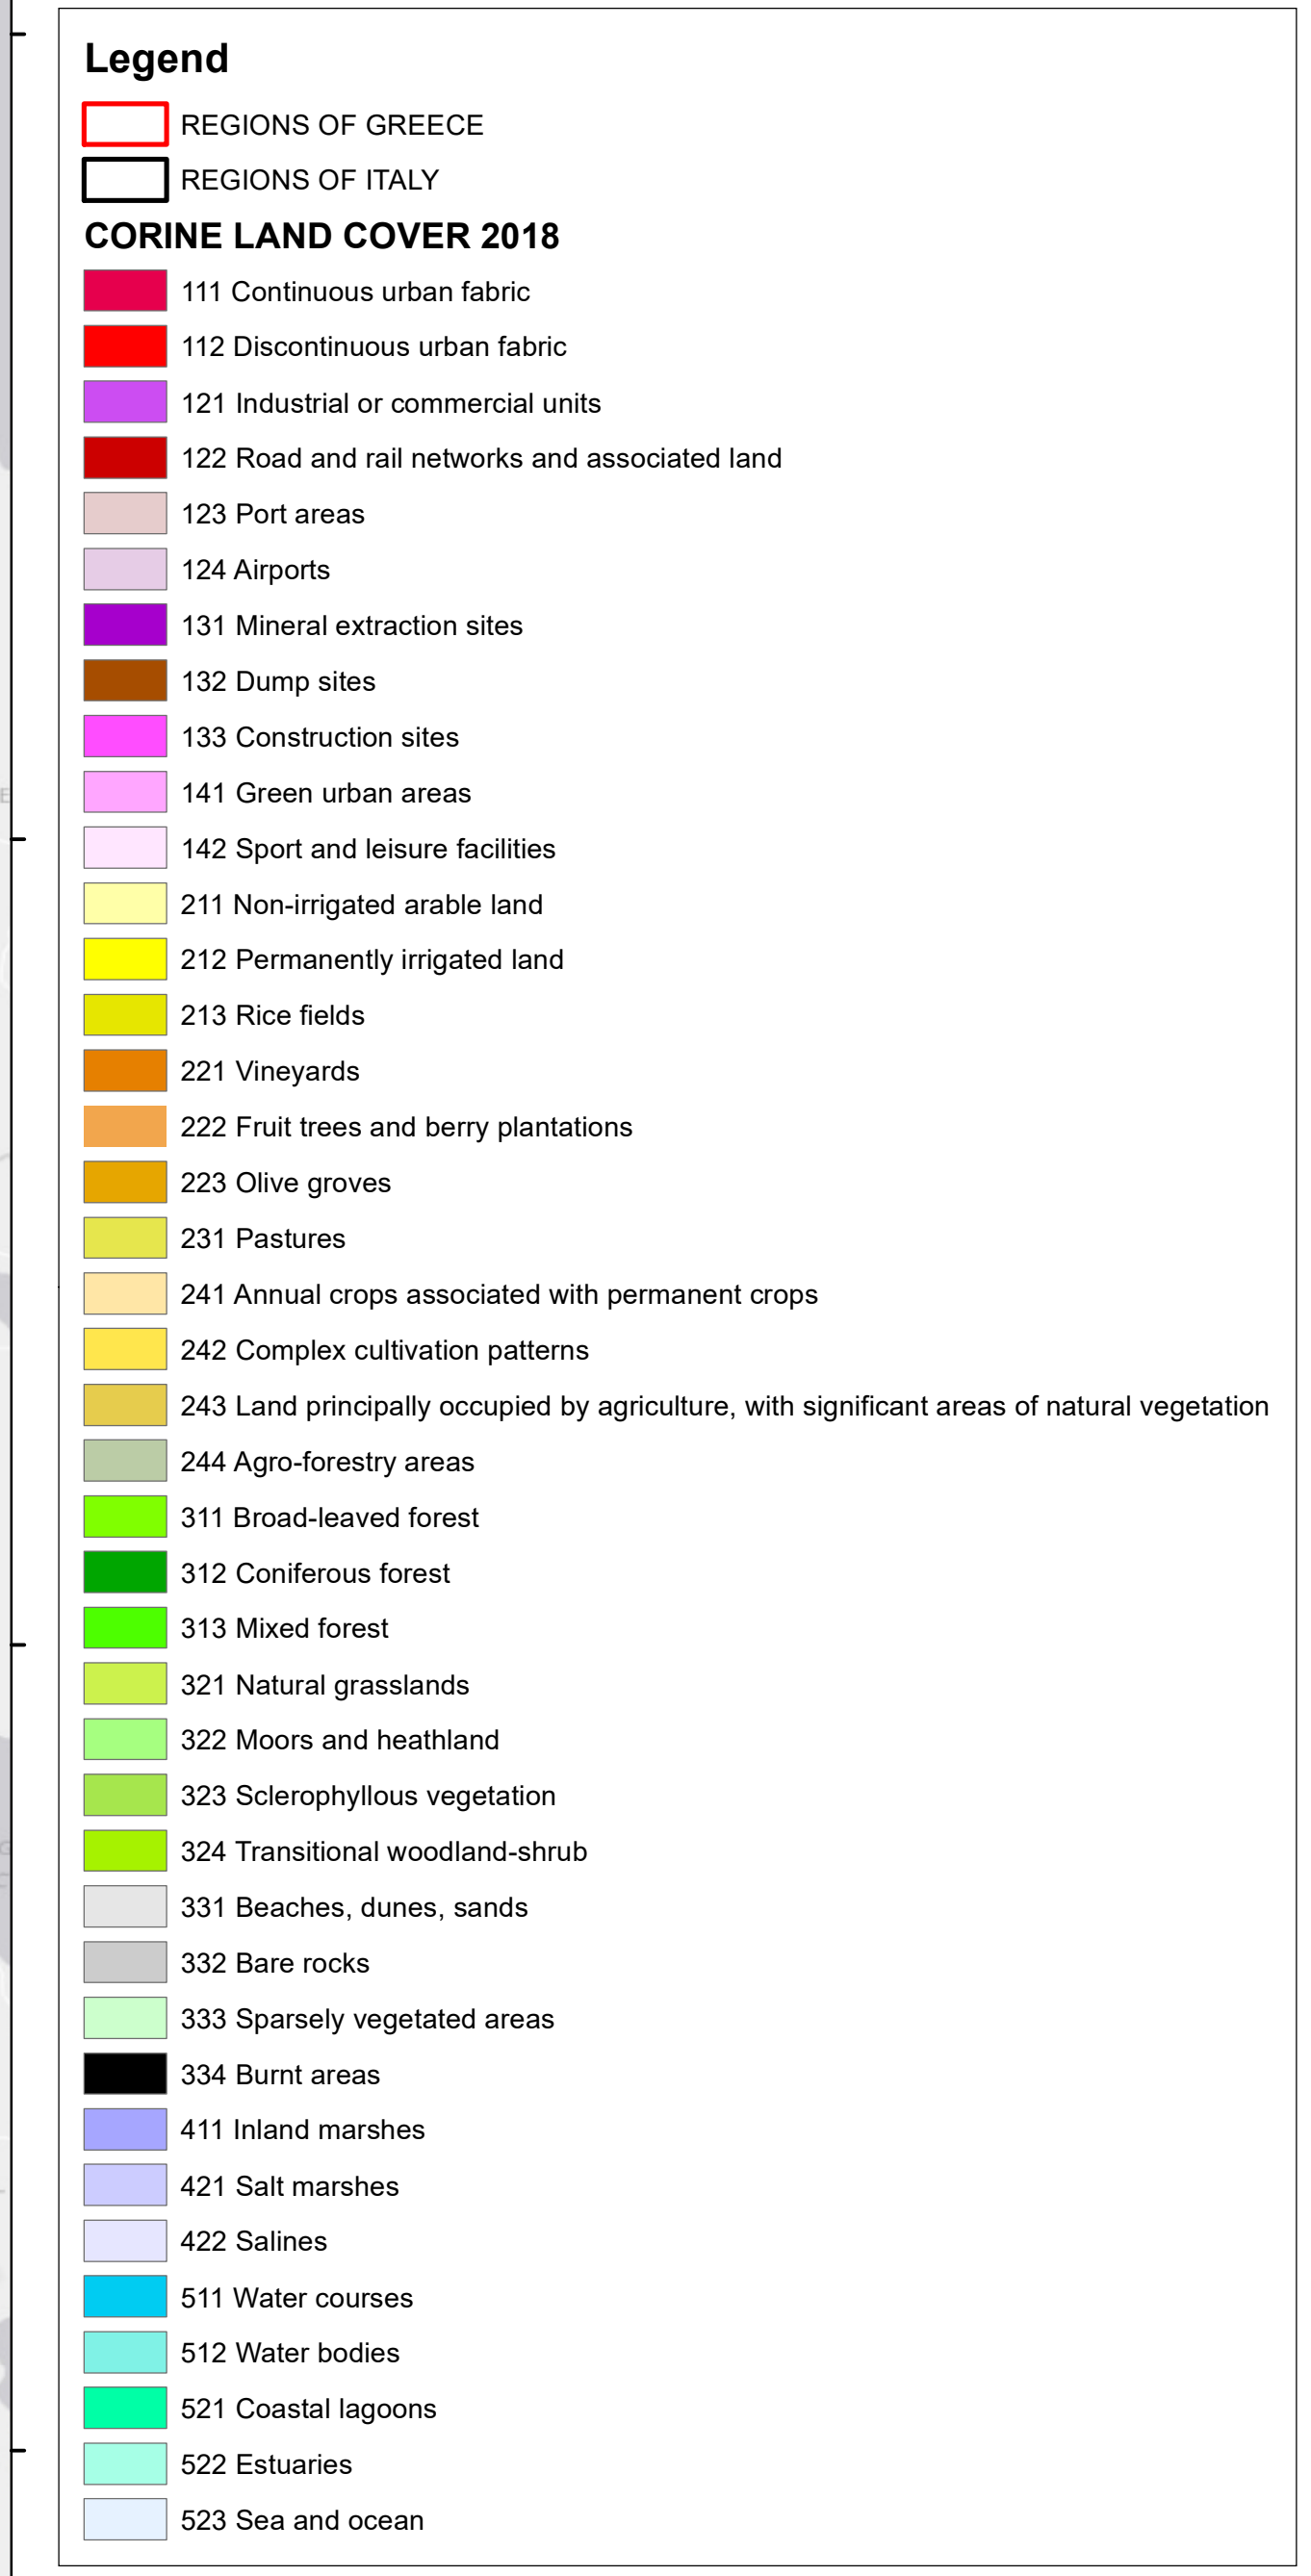 Legend
REGIONS OF GREECE
REGIONS OF ITALY
CORINE LAND COVER 2018
111 Continuous urban fabric
112 Discontinuous urban fabric
121 Industrial or commercial units
122 Road and rail networks and associated land
123 Port areas
124 Airports
131 Mineral extraction sites
132 Dump sites
133 Construction sites
141 Green urban areas
142 Sport and leisure facilities
211 Non-irrigated arable land
212 Permanently irrigated land
213 Rice fields
221 Vineyards
222 Fruit trees and berry plantations
223 Olive groves
231 Pastures
241 Annual crops associated with permanent crops
242 Complex cultivation patterns
243 Land principally occupied by agriculture, with significant areas of natural vegetation
244 Agro-forestry areas
311 Broad-leaved forest
312 Coniferous forest
313 Mixed forest
321 Natural grasslands
322 Moors and heathland
323 Sclerophyllous vegetation
324 Transitional woodland-shrub
331 Beaches, dunes, sands
332 Bare rocks
333 Sparsely vegetated areas
334 Burnt areas
411 Inland marshes
421 Salt marshes
422 Salines
511 Water courses
512 Water bodies
521 Coastal lagoons
522 Estuaries
523 Sea and ocean